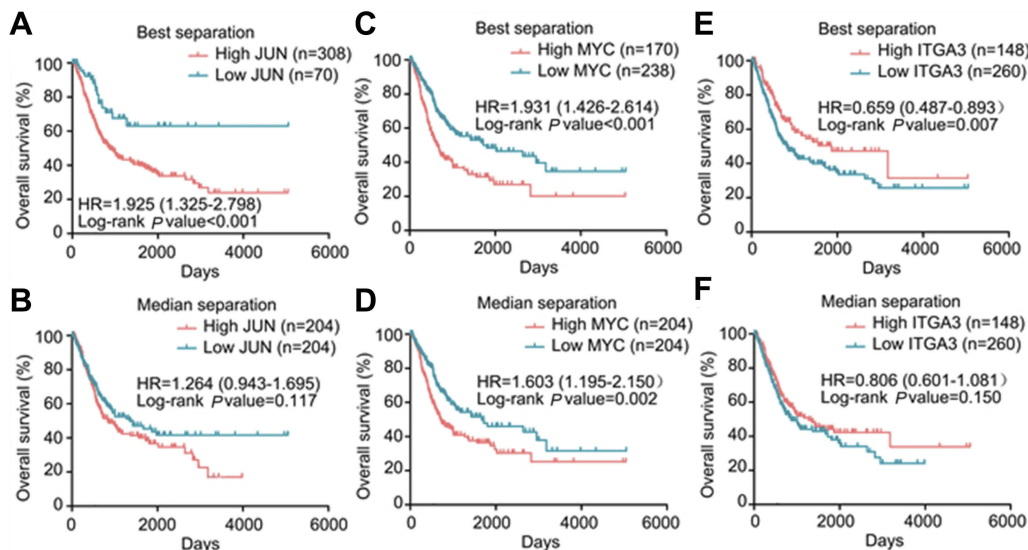 A
Best separation
High JUN (n=308)
Low JUN (n=70)
Overall survival (%)
100
80
60
40
20
0
HR=1.925 (1.325-2.798)
Log-rank P value<0.001
0 2000 4000 6000
Days
C
Best separation
High MYC (n=170)
Low MYC (n=238)
Overall survival (%)
100
80
60
40
20
0
HR=1.931 (1.426-2.614)
Log-rank P value<0.001
0 2000 4000 6000
Days
E
Best separation
High ITGA3 (n=148)
Low ITGA3 (n=260)
Overall survival (%)
100
80
60
40
20
0
HR=0.659 (0.487-0.893)
Log-rank P value=0.007
0 2000 4000 6000
Days
B
Median separation
High JUN (n=204)
Low JUN (n=204)
Overall survival (%)
100
80
60
40
20
0
HR=1.264 (0.943-1.695)
Log-rank P value=0.117
0 2000 4000 6000
Days
D
Median separation
High MYC (n=204)
Low MYC (n=204)
Overall survival (%)
100
80
60
40
20
0
HR=1.603 (1.195-2.150)
Log-rank P value=0.002
0 2000 4000 6000
Days
F
Median separation
High ITGA3 (n=148)
Low ITGA3 (n=260)
Overall survival (%)
100
80
60
40
20
0
HR=0.806 (0.601-1.081)
Log-rank P value=0.150
0 2000 4000 6000
Days